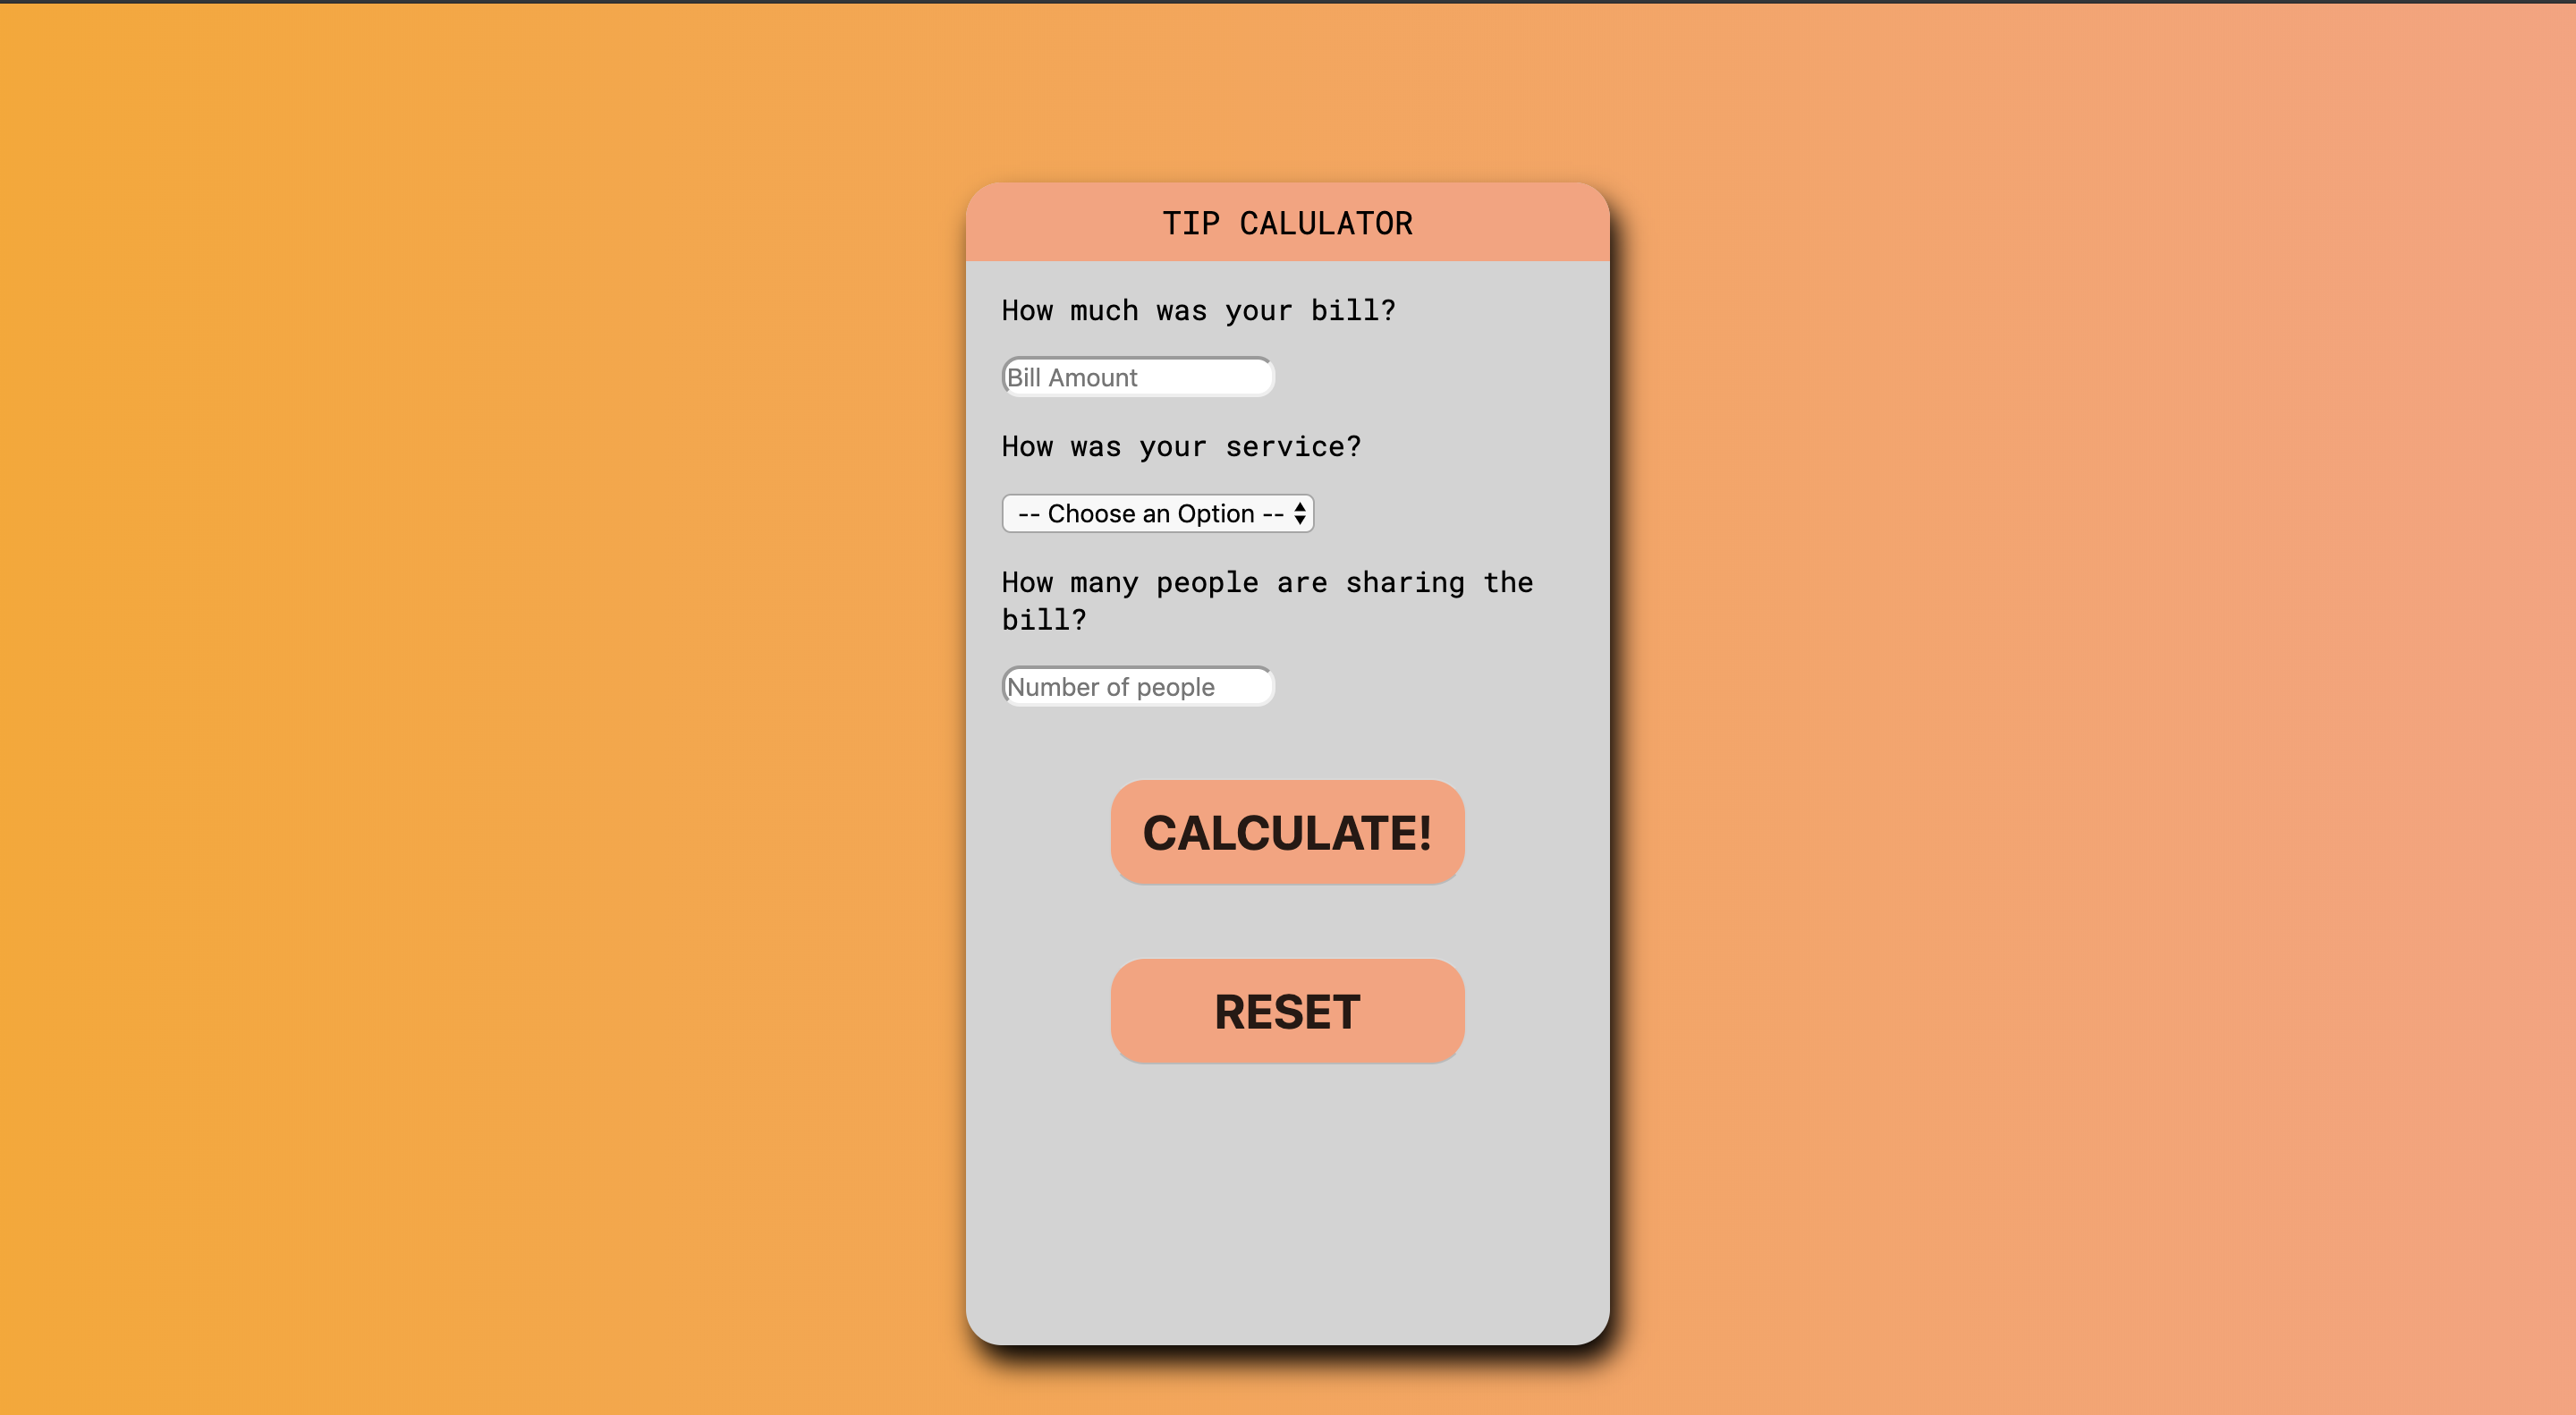 TIP CALULATOR
How much was your bill?
Bill Amount
How was your service?
-- Choose an Option --
How many people are sharing the
bill?
Number of people
CALCULATE!
RESET